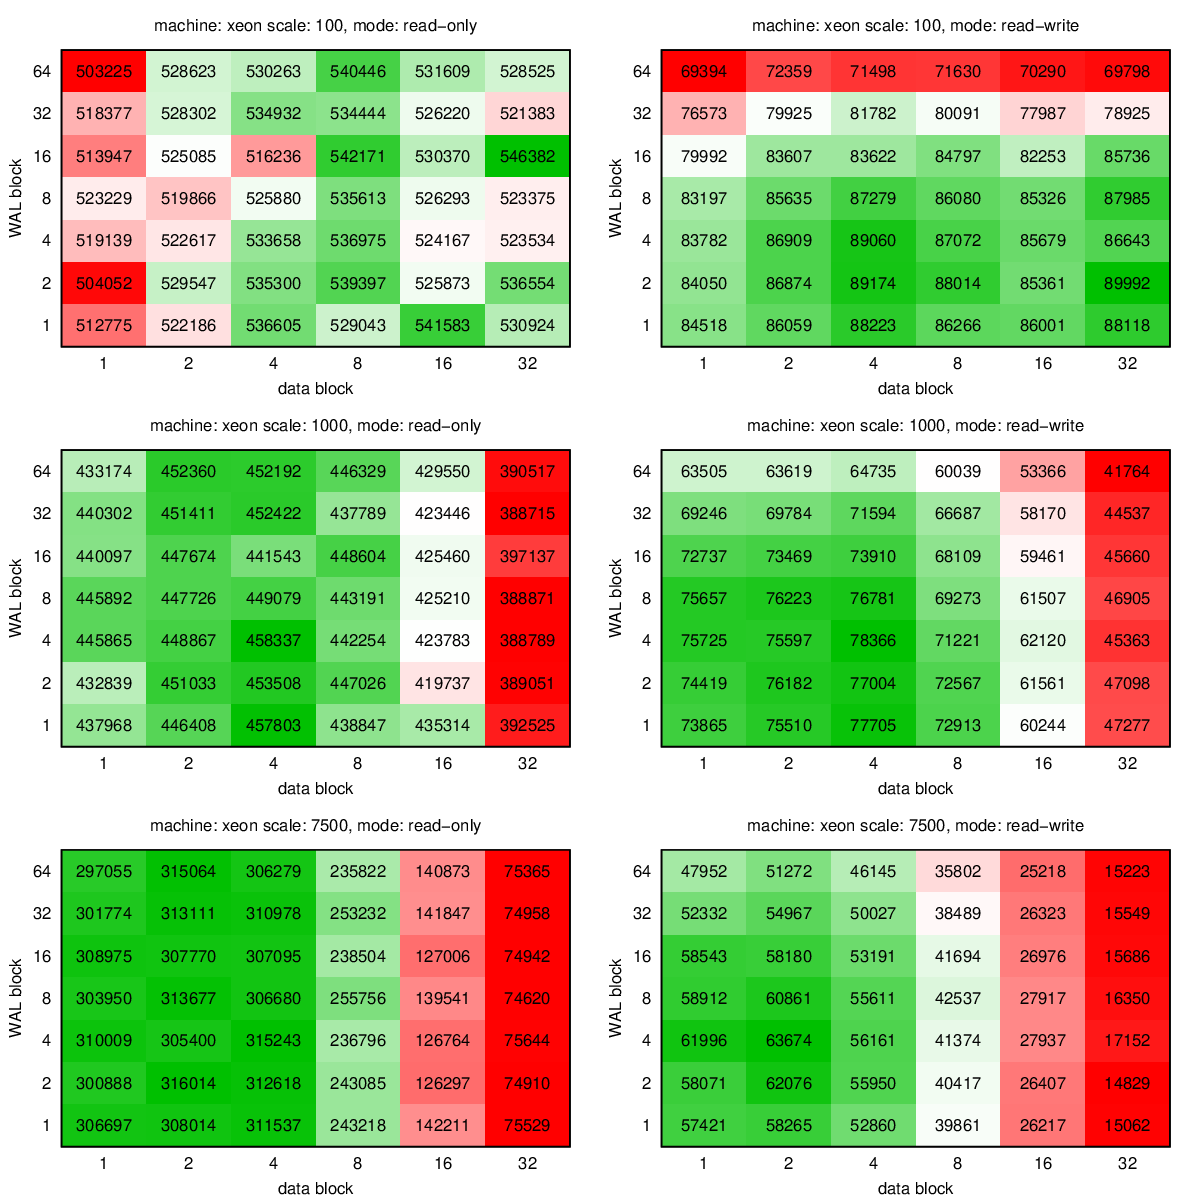 machine: xeon scale: 100, mode: read−only
WAL block
64 503225 528623 530263 540446 531609 528525
32 518377 528302 534932 534444 526220 521383
16 513947 525085 516236 542171 530370 546382
8 523229 519866 525880 535613 526293 523375
4 519139 522617 533658 536975 524167 523534
2 504052 529547 535300 539397 525873 536554
1 512775 522186 536605 529043 541583 530924
1 2 4 8 16 32
data block
machine: xeon scale: 100, mode: read−write
WAL block
64 69394 72359 71498 71630 70290 69798
32 76573 79925 81782 80091 77987 78925
16 79992 83607 83622 84797 82253 85736
8 83197 85635 87279 86080 85326 87985
4 83782 86909 89060 87072 85679 86643
2 84050 86874 89174 88014 85361 89992
1 84518 86059 88223 86266 86001 88118
1 2 4 8 16 32
data block
machine: xeon scale: 1000, mode: read−only
WAL block
64 433174 452360 452192 446329 429550 390517
32 440302 451411 452422 437789 423446 388715
16 440097 447674 441543 448604 425460 397137
8 445892 447726 449079 443191 425210 388871
4 445865 448867 458337 442254 423783 388789
2 432839 451033 453508 447026 419737 389051
1 437968 446408 457803 438847 435314 392525
1 2 4 8 16 32
data block
machine: xeon scale: 1000, mode: read−write
WAL block
64 63505 63619 64735 60039 53366 41764
32 69246 69784 71594 66687 58170 44537
16 72737 73469 73910 68109 59461 45660
8 75657 76223 76781 69273 61507 46905
4 75725 75597 78366 71221 62120 45363
2 74419 76182 77004 72567 61561 47098
1 73865 75510 77705 72913 60244 47277
1 2 4 8 16 32
data block
machine: xeon scale: 7500, mode: read−only
WAL block
64 297055 315064 306279 235822 140873 75365
32 301774 313111 310978 253232 141847 74958
16 308975 307770 307095 238504 127006 74942
8 303950 313677 306680 255756 139541 74620
4 310009 305400 315243 236796 126764 75644
2 300888 316014 312618 243085 126297 74910
1 306697 308014 311537 243218 142211 75529
1 2 4 8 16 32
data block
machine: xeon scale: 7500, mode: read−write
WAL block
64 47952 51272 46145 35802 25218 15223
32 52332 54967 50027 38489 26323 15549
16 58543 58180 53191 41694 26976 15686
8 58912 60861 55611 42537 27917 16350
4 61996 63674 56161 41374 27937 17152
2 58071 62076 55950 40417 26407 14829
1 57421 58265 52860 39861 26217 15062
1 2 4 8 16 32
data block